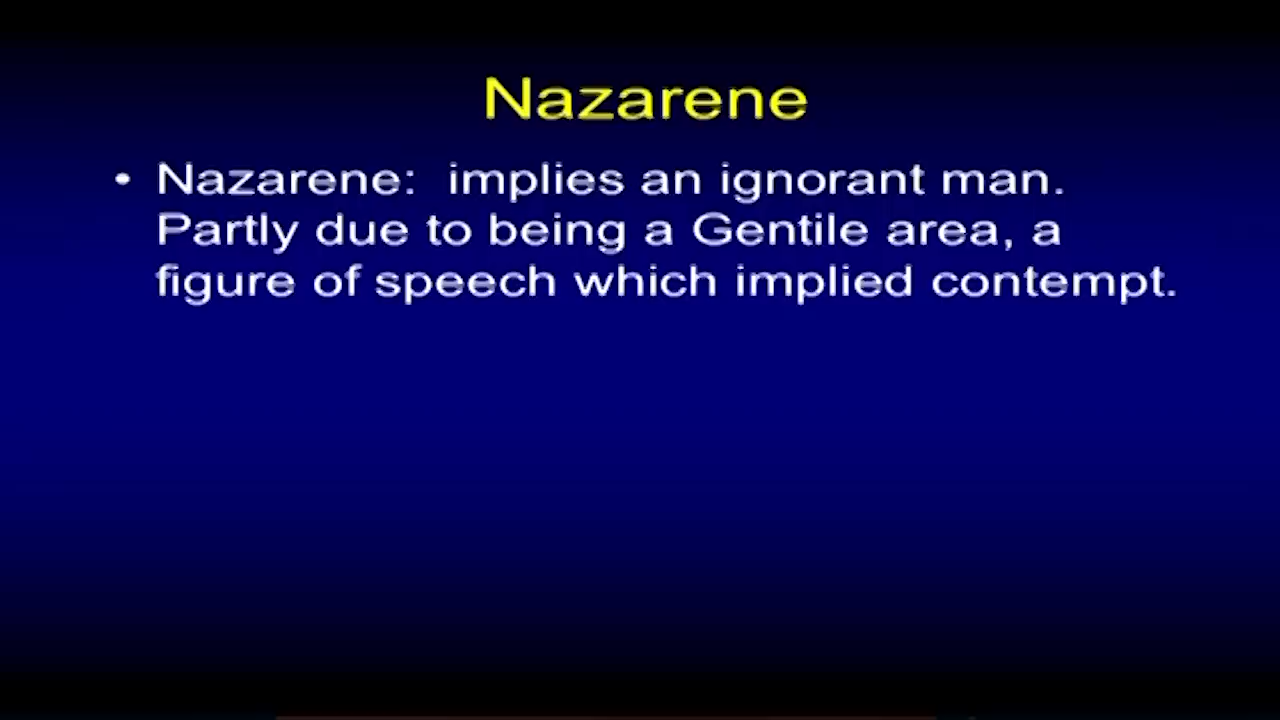 Nazarene
• Nazarene:  implies an ignorant man.
Partly due to being a Gentile area, a
figure of speech which implied contempt.